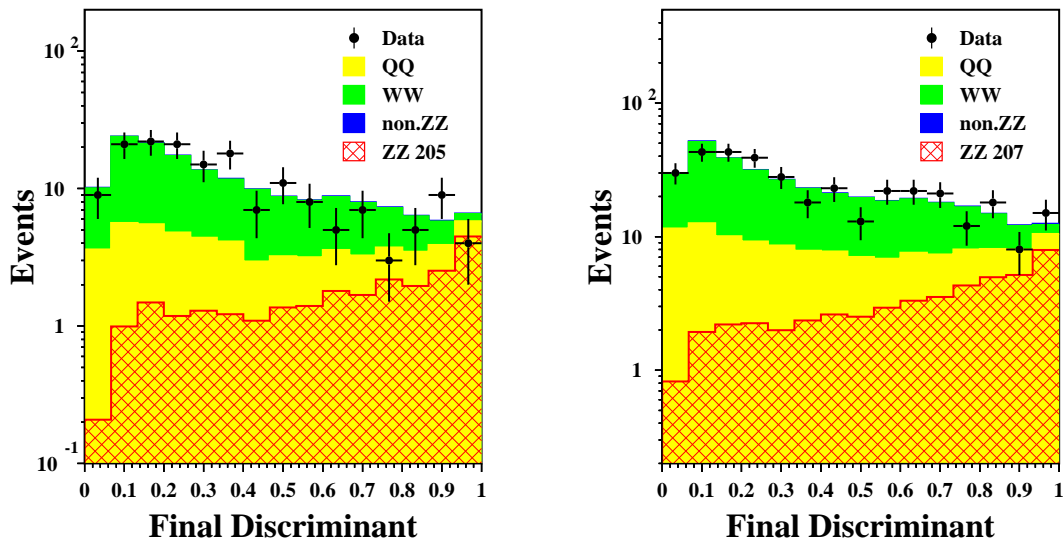 Events
10 2
10
1
10 -1
Data
QQ
WW
non.ZZ
ZZ 205
0 0.1 0.2 0.3 0.4 0.5 0.6 0.7 0.8 0.9 1
Final Discriminant
Events
10 2
10
1
Data
QQ
WW
non.ZZ
ZZ 207
0 0.1 0.2 0.3 0.4 0.5 0.6 0.7 0.8 0.9 1
Final Discriminant